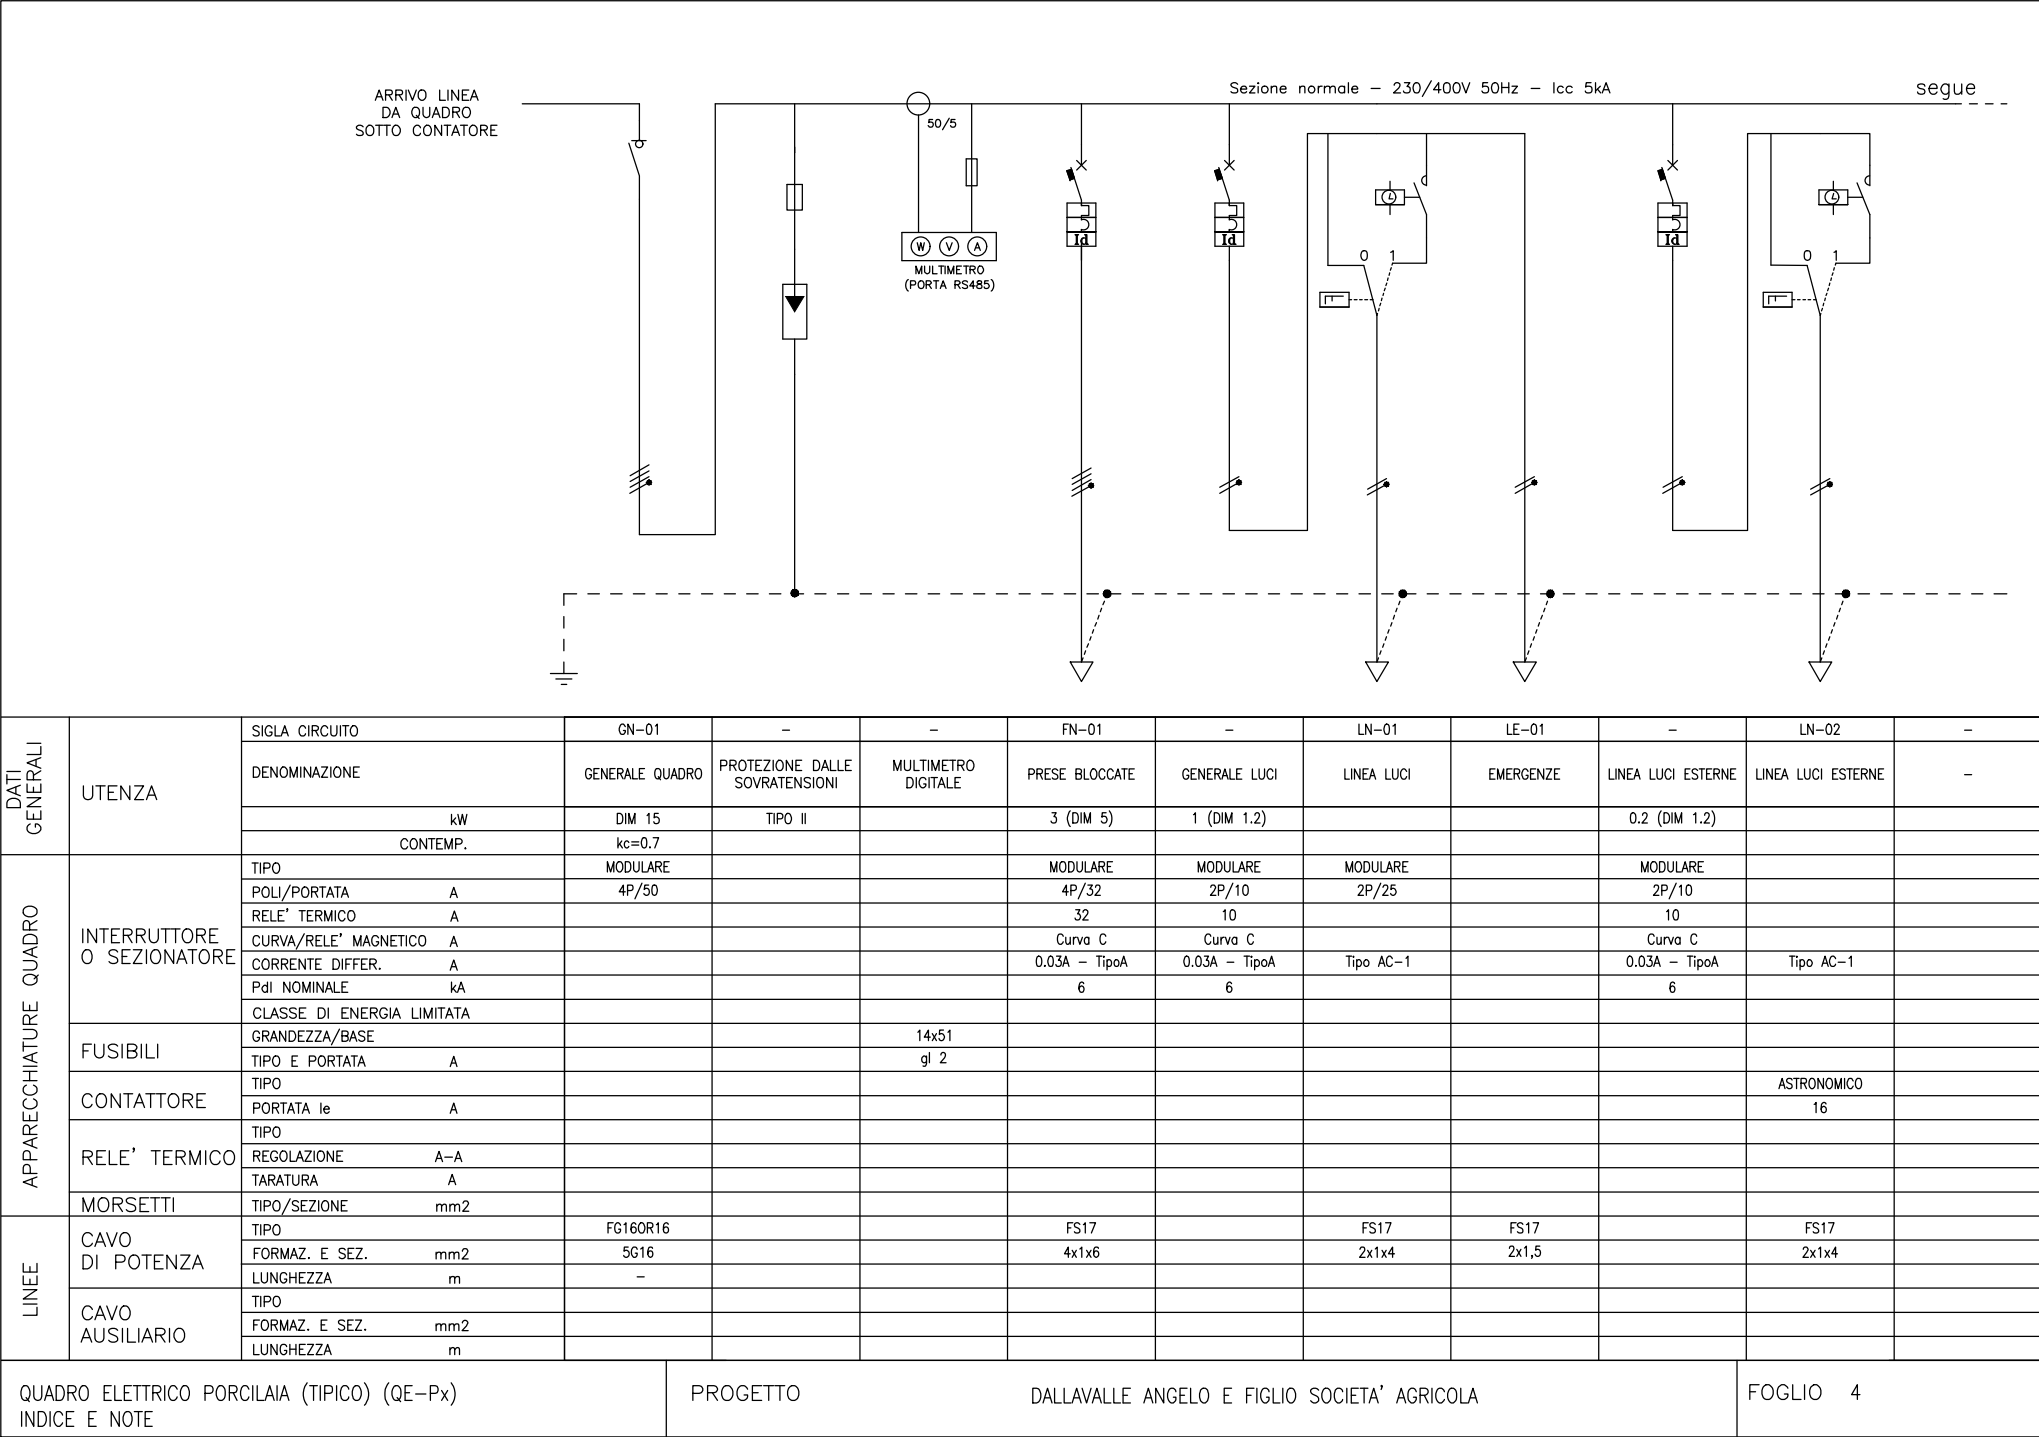 ARRIVO LINEA
DA QUADRO
SOTTO CONTATORE
50/5
W V A
MULTIMETRO
(PORTA RS485)
Sezione normale – 230/400V 50Hz – Icc 5kA
segue
Id
Id
0 1
Id
0 1
DATI GENERALI
UTENZA
SIGLA CIRCUITO GN-01 - - FN-01 - LN-01 LE-01 - LN-02 -
DENOMINAZIONE GENERALE QUADRO PROTEZIONE DALLE SOVRATENSIONI MULTIMETRO DIGITALE PRESE BLOCCATE GENERALE LUCI LINEA LUCI EMERGENZE LINEA LUCI ESTERNE LINEA LUCI ESTERNE -
kW DIM 15 TIPO II 3 (DIM 5) 1 (DIM 1.2) 0.2 (DIM 1.2)
CONTEMP. kc=0.7
APPARECCHIATURE QUADRO
INTERRUTTORE
O SEZIONATORE
TIPO MODULARE MODULARE MODULARE MODULARE MODULARE
POLI/PORTATA A 4P/50 4P/32 2P/10 2P/25 2P/10
RELE' TERMICO A 32 10 10
CURVA/RELE' MAGNETICO A Curva C Curva C Curva C
CORRENTE DIFFER. A 0.03A – TipoA 0.03A – TipoA Tipo AC-1 0.03A – TipoA Tipo AC-1
PdI NOMINALE kA 6 6 6
CLASSE DI ENERGIA LIMITATA
FUSIBILI
GRANDEZZA/BASE 14x51
TIPO E PORTATA A gl 2
CONTATTORE
TIPO ASTRONOMICO
PORTATA Ie A 16
RELE' TERMICO
TIPO
REGOLAZIONE A-A
TARATURA A
MORSETTI
TIPO/SEZIONE mm2
LINEE
CAVO
DI POTENZA
TIPO FG16OR16 FS17 FS17 FS17 FS17
FORMAZ. E SEZ. mm2 5G16 4x1x6 2x1x4 2x1,5 2x1x4
LUNGHEZZA m -
CAVO
AUSILIARIO
TIPO
FORMAZ. E SEZ. mm2
LUNGHEZZA m
QUADRO ELETTRICO PORCILAIA (TIPICO) (QE-Px)
INDICE E NOTE
PROGETTO
DALLAVALLE ANGELO E FIGLIO SOCIETA' AGRICOLA
FOGLIO 4